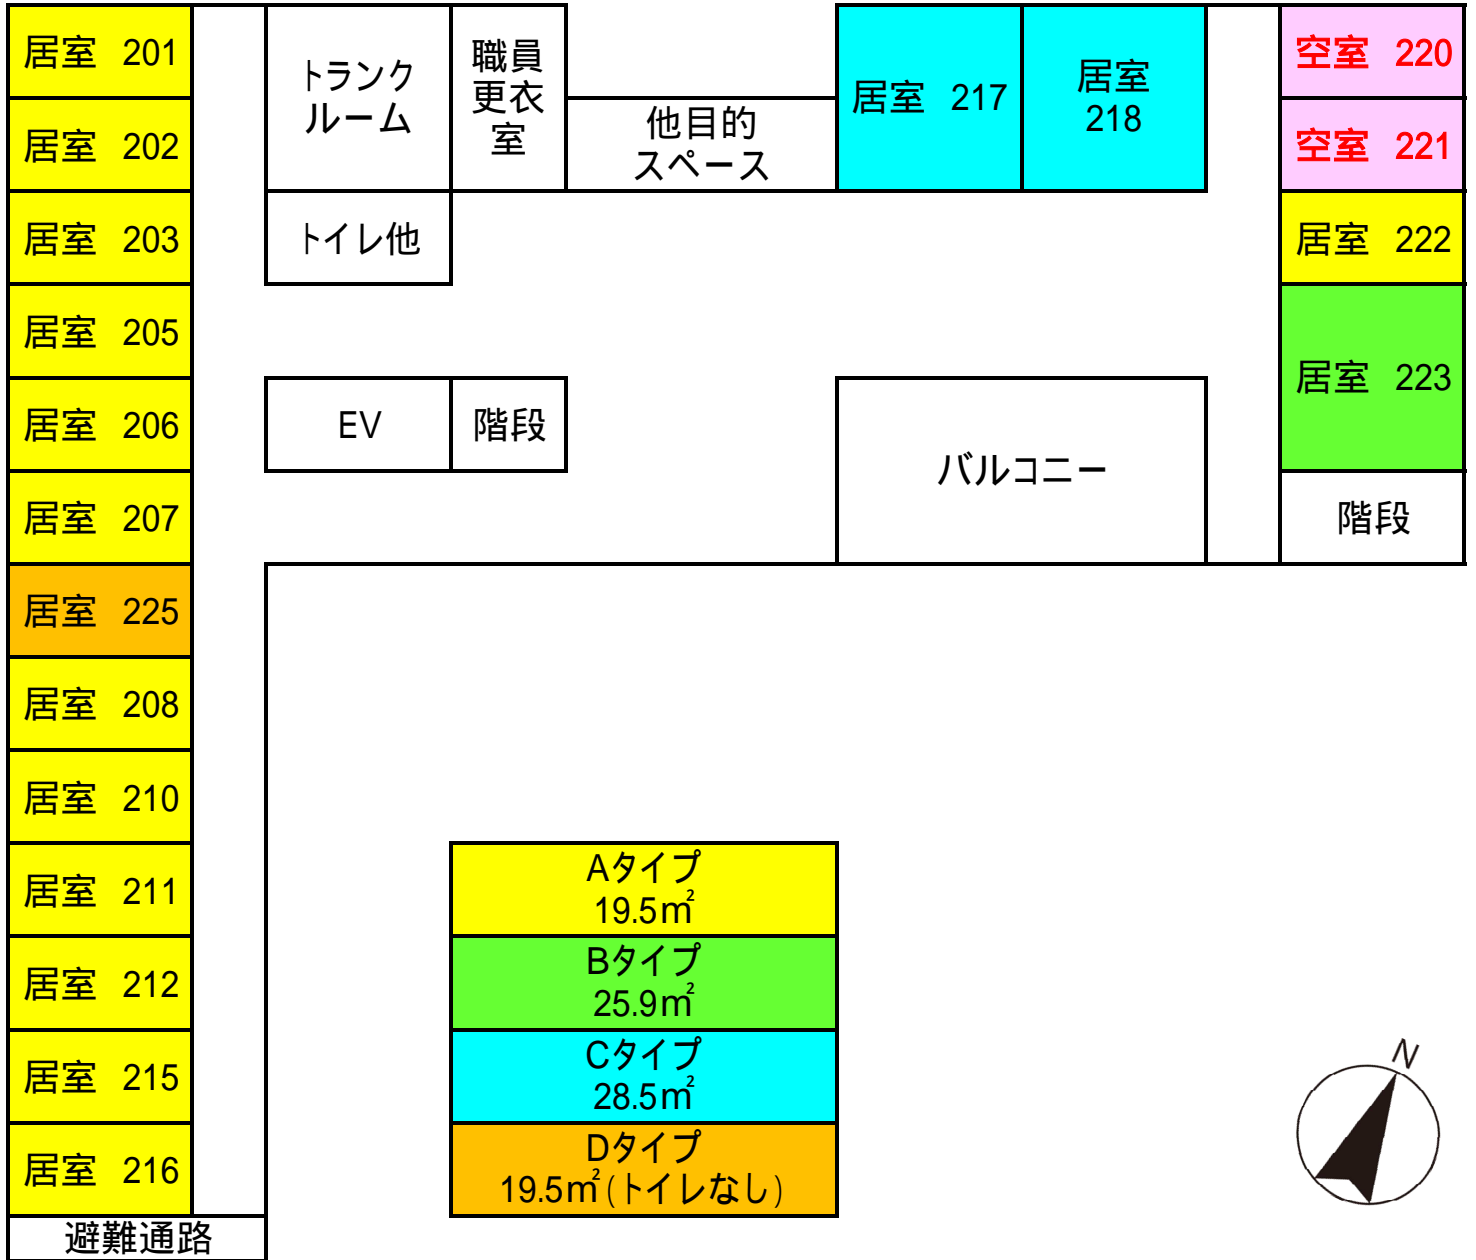 居室 201
居室 202
居室 203
居室 205
居室 206
居室 207
居室 225
居室 208
居室 210
居室 211
居室 212
居室 215
居室 216
避難通路
トランク
ルーム
職員
更衣
室
他目的
スペース
トイレ他
EV
階段
居室 217
居室
218
バルコニー
空室 220
空室 221
居室 222
居室 223
階段
Aタイプ
19.5㎡
Bタイプ
25.9㎡
Cタイプ
28.5㎡
Dタイプ
19.5㎡(トイレなし)
N